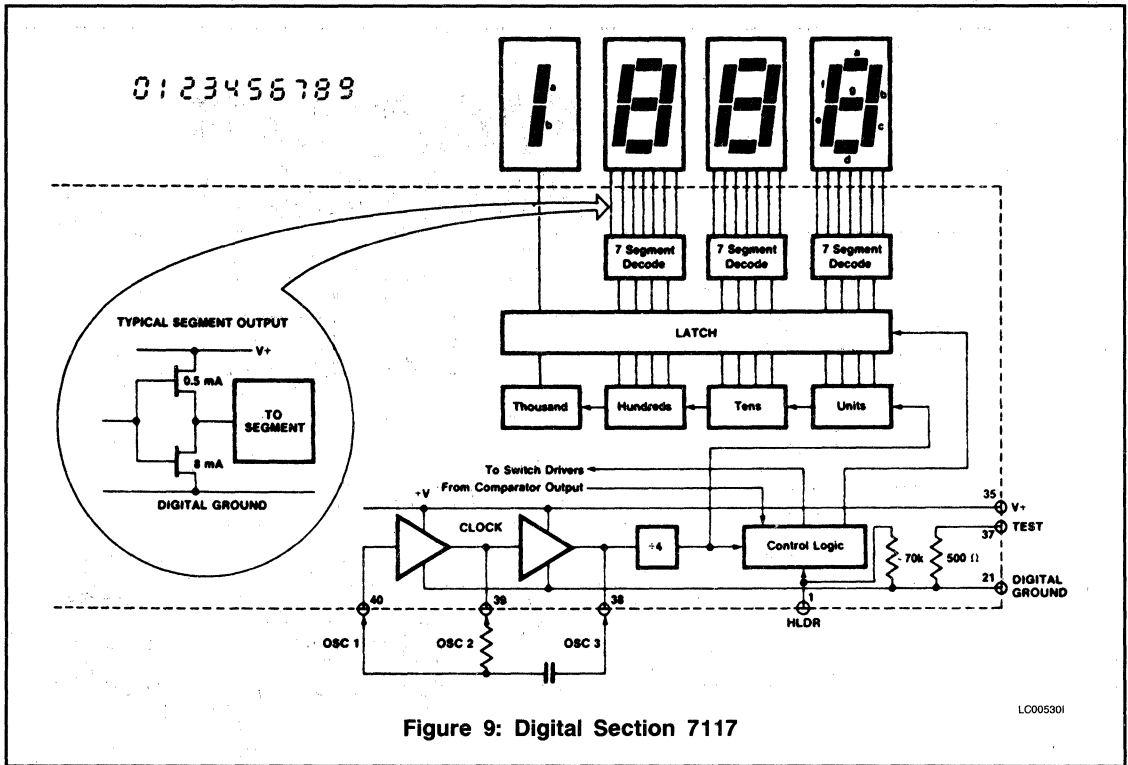 0123456789
a
b
a
f
g
b
e
c
d
7 Segment
Decode
7 Segment
Decode
7 Segment
Decode
TYPICAL SEGMENT OUTPUT
V+
0.5 mA
TO
SEGMENT
8 mA
DIGITAL GROUND
LATCH
Thousand
Hundreds
Tens
Units
To Switch Drivers
From Comparator Output
+V
CLOCK
÷4
Control Logic
~70k
500 Ω
35
V+
TEST
37
21
DIGITAL
GROUND
40
39
38
1
OSC 1
OSC 2
OSC 3
HLDR
LC00530I
Figure 9: Digital Section 7117